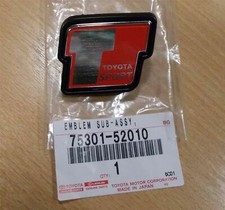 TOYOTA
SPORT
EMBLEM SUB-ASSY,
75301-52010
1
TOYOTA MOTOR CORPORATION
MADE IN JAPAN